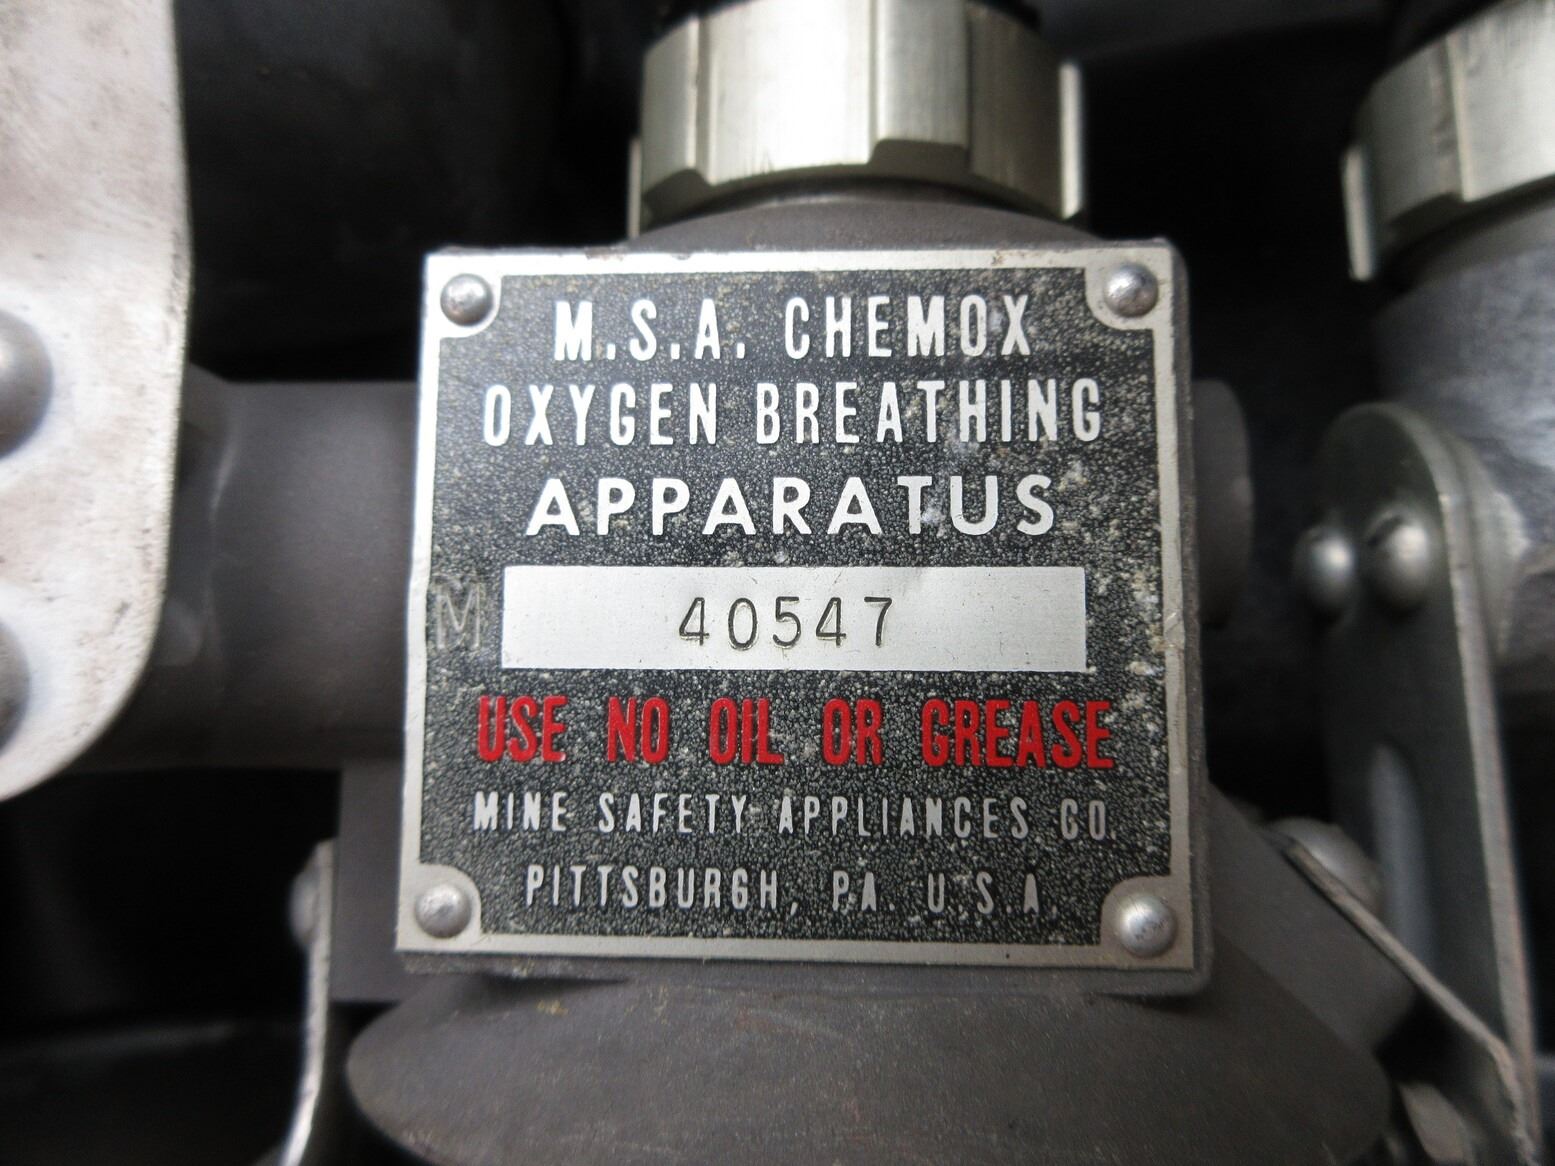 M.S.A. CHEMOX
OXYGEN BREATHING
APPARATUS
M 40547
USE NO OIL OR GREASE
MINE SAFETY APPLIANCES CO.
PITTSBURGH, PA. U.S.A.